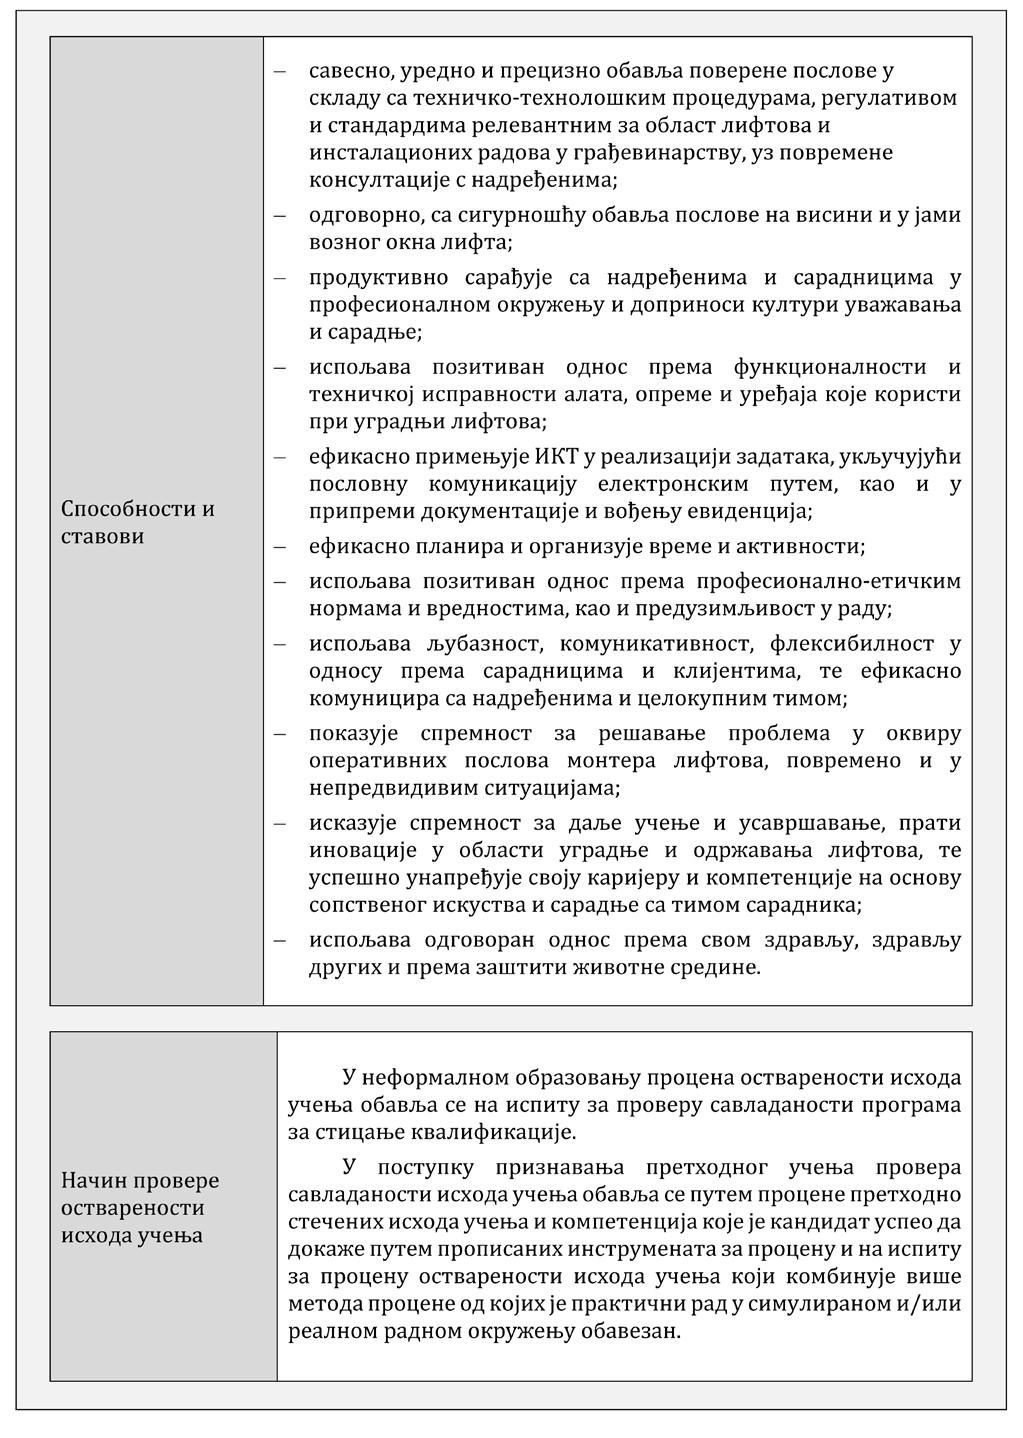 Способности и
ставови
– савесно, уредно и прецизно обавља поверене послове у
складу са техничко-технолошким процедурама, регулативом
и стандардима релевантним за област лифтова и
инсталационих радова у грађевинарству, уз повремене
консултације с надређенима;
– одговорно, са сигурношћу обавља послове на висини и у јами
возног окна лифта;
– продуктивно сарађује са надређенима и сарадницима у
професионалном окружењу и доприноси култури уважавања
и сарадње;
– испољава позитиван однос према функционалности и
техничкој исправности алата, опреме и уређаја које користи
при уградњи лифтова;
– ефикасно примењује ИКТ у реализацији задатака, укључујући
пословну комуникацију електронским путем, као и у
припреми документације и вођењу евиденција;
– ефикасно планира и организује време и активности;
– испољава позитиван однос према професионално-етичким
нормама и вредностима, као и предузимљивост у раду;
– испољава љубазност, комуникативност, флексибилност у
односу према сарадницима и клијентима, те ефикасно
комуницира са надређенима и целокупним тимом;
– показује спремност за решавање проблема у оквиру
оперативних послова монтера лифтова, повремено и у
непредвидивим ситуацијама;
– исказује спремност за даље учење и усавршавање, прати
иновације у области уградње и одржавања лифтова, те
успешно унапређује своју каријеру и компетенције на основу
сопственог искуства и сарадње са тимом сарадника;
– испољава одговоран однос према свом здрављу, здрављу
других и према заштити животне средине.
Начин провере
остварености
исхода учења
У неформалном образовању процена остварености исхода
учења обавља се на испиту за проверу савладаности програма
за стицање квалификације.
У поступку признавања претходног учења провера
савладаности исхода учења обавља се путем процене претходно
стечених исхода учења и компетенција које је кандидат успео да
докаже путем прописаних инструмената за процену и на испиту
за процену остварености исхода учења који комбинује више
метода процене од којих је практични рад у симулираном и/или
реалном радном окружењу обавезан.